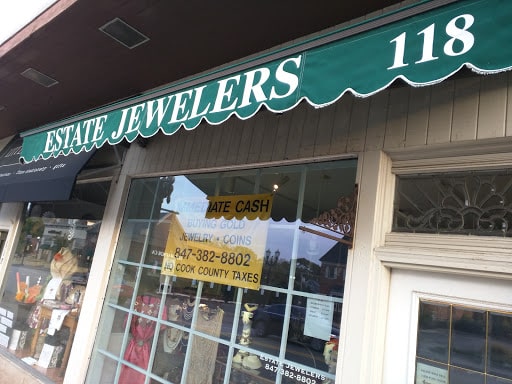 ESTATE JEWELERS 118
CASH
BUYING GOLD
JEWELRY • COINS
847-382-8802
NO COOK COUNTY TAXES
ESTATE JEWELERS
847-382-8802